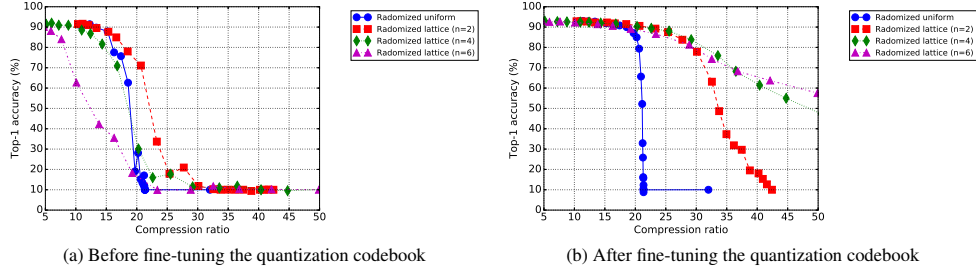 100
90
80
70
60
50
40
30
20
10
0
5 10 15 20 25 30 35 40 45 50
Top-1 accuracy (%)
Compression ratio
Radomized uniform
Radomized lattice (n=2)
Radomized lattice (n=4)
Radomized lattice (n=6)
(a) Before fine-tuning the quantization codebook
100
90
80
70
60
50
40
30
20
10
0
5 10 15 20 25 30 35 40 45 50
Top-1 accuracy (%)
Compression ratio
Radomized uniform
Radomized lattice (n=2)
Radomized lattice (n=4)
Radomized lattice (n=6)
(b) After fine-tuning the quantization codebook